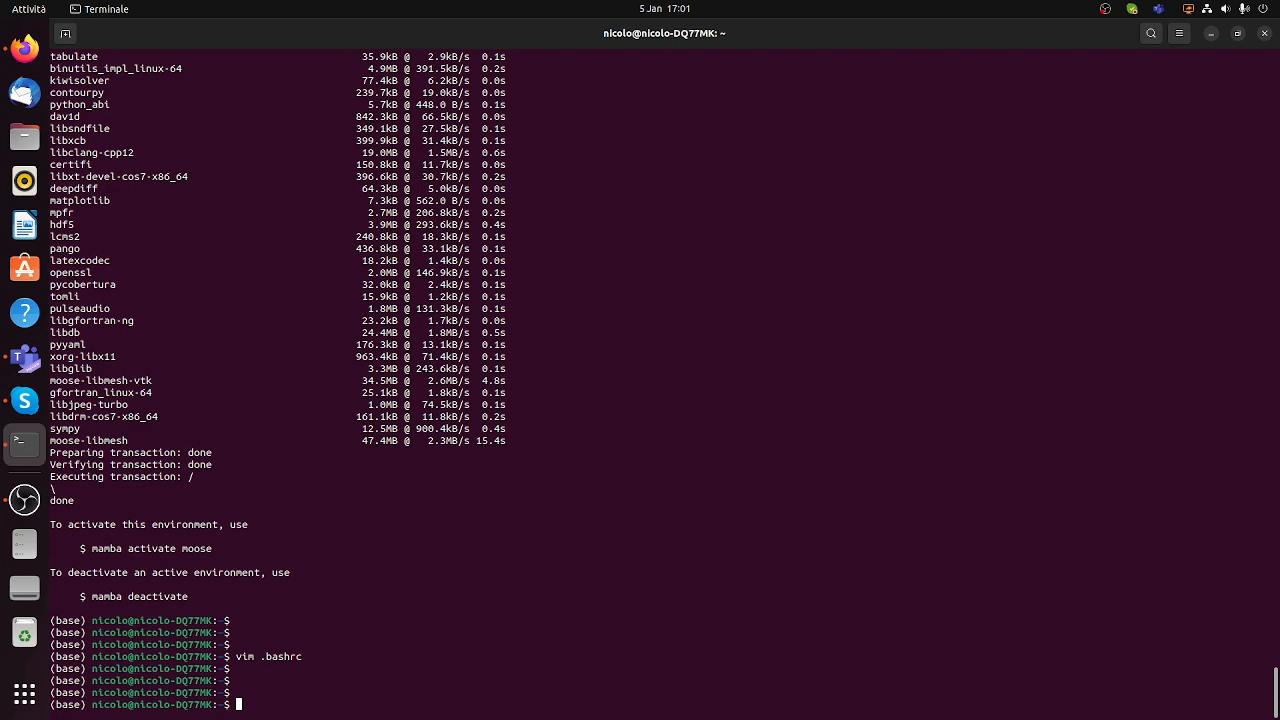 Attività Terminale 5 Jan 17:01
nicolo@nicolo-DQ77MK: ~
tabulate 35.9kB @ 2.9kB/s 0.1s
binutils_impl_linux-64 4.9MB @ 391.5kB/s 0.2s
kiwisolver 77.4kB @ 6.2kB/s 0.0s
contourpy 239.7kB @ 19.0kB/s 0.0s
python_abi 5.7kB @ 448.0 B/s 0.1s
dav1d 842.3kB @ 66.5kB/s 0.0s
libsndfile 349.1kB @ 27.5kB/s 0.1s
libxcb 399.9kB @ 31.4kB/s 0.1s
libclang-cpp12 19.0MB @ 1.5MB/s 0.6s
certifi 150.8kB @ 11.7kB/s 0.0s
libxt-devel-cos7-x86_64 396.6kB @ 30.7kB/s 0.2s
deepdiff 64.3kB @ 5.0kB/s 0.0s
matplotlib 7.3kB @ 562.0 B/s 0.0s
mpfr 2.7MB @ 206.8kB/s 0.2s
hdf5 3.9MB @ 293.6kB/s 0.4s
lcms2 240.8kB @ 18.3kB/s 0.1s
pango 436.8kB @ 33.1kB/s 0.1s
latexcodec 18.2kB @ 1.4kB/s 0.0s
openssl 2.0MB @ 146.9kB/s 0.1s
pycobertura 32.0kB @ 2.4kB/s 0.1s
tomli 15.9kB @ 1.2kB/s 0.1s
pulseaudio 1.8MB @ 131.3kB/s 0.1s
libgfortran-ng 23.2kB @ 1.7kB/s 0.0s
libdb 24.4MB @ 1.8MB/s 0.5s
pyyaml 176.3kB @ 13.1kB/s 0.1s
xorg-libx11 963.4kB @ 71.4kB/s 0.1s
libglib 3.3MB @ 243.6kB/s 0.1s
moose-libmesh-vtk 34.5MB @ 2.6MB/s 4.8s
gfortran_linux-64 25.1kB @ 1.8kB/s 0.1s
libjpeg-turbo 1.0MB @ 74.5kB/s 0.1s
libdrm-cos7-x86_64 161.1kB @ 11.8kB/s 0.2s
sympy 12.5MB @ 900.4kB/s 0.4s
moose-libmesh 47.4MB @ 2.3MB/s 15.4s
Preparing transaction: done
Verifying transaction: done
Executing transaction: /
\
done
To activate this environment, use
$ mamba activate moose
To deactivate an active environment, use
$ mamba deactivate
(base) nicolo@nicolo-DQ77MK:~$
(base) nicolo@nicolo-DQ77MK:~$
(base) nicolo@nicolo-DQ77MK:~$
(base) nicolo@nicolo-DQ77MK:~$ vim .bashrc
(base) nicolo@nicolo-DQ77MK:~$
(base) nicolo@nicolo-DQ77MK:~$
(base) nicolo@nicolo-DQ77MK:~$
(base) nicolo@nicolo-DQ77MK:~$